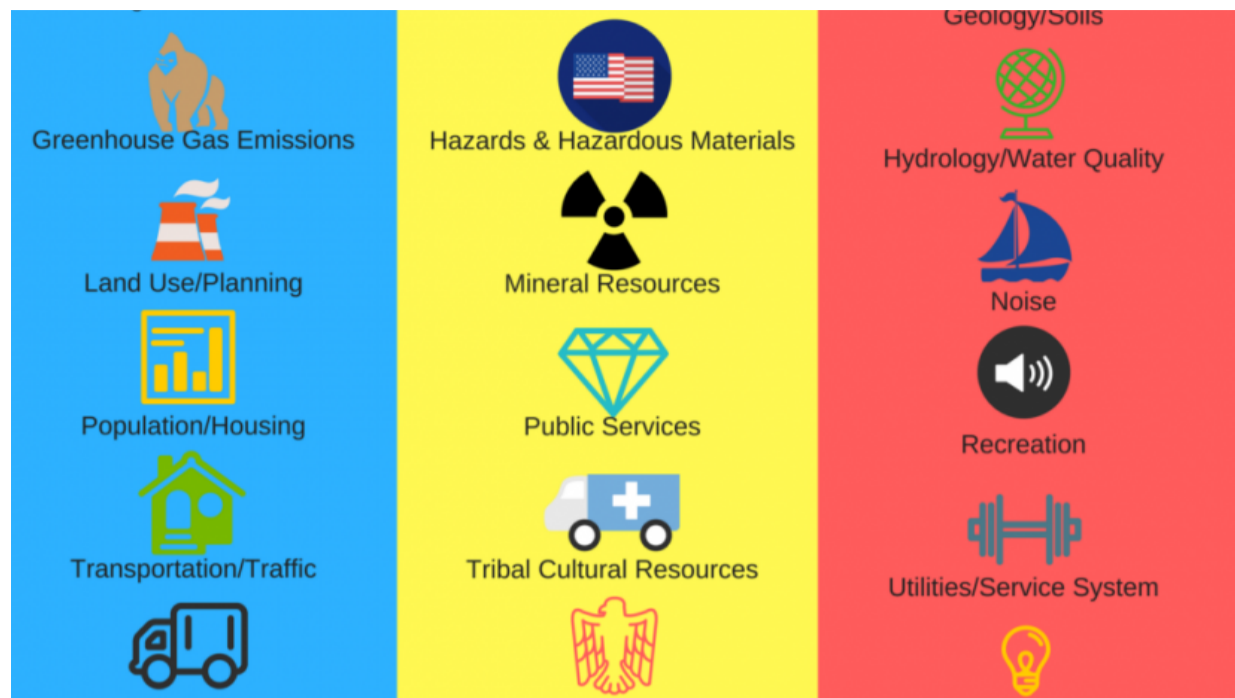 Greenhouse Gas Emissions
Land Use/Planning
Population/Housing
Transportation/Traffic
Hazards & Hazardous Materials
Mineral Resources
Public Services
Tribal Cultural Resources
Geology/Soils
Hydrology/Water Quality
Noise
Recreation
Utilities/Service System